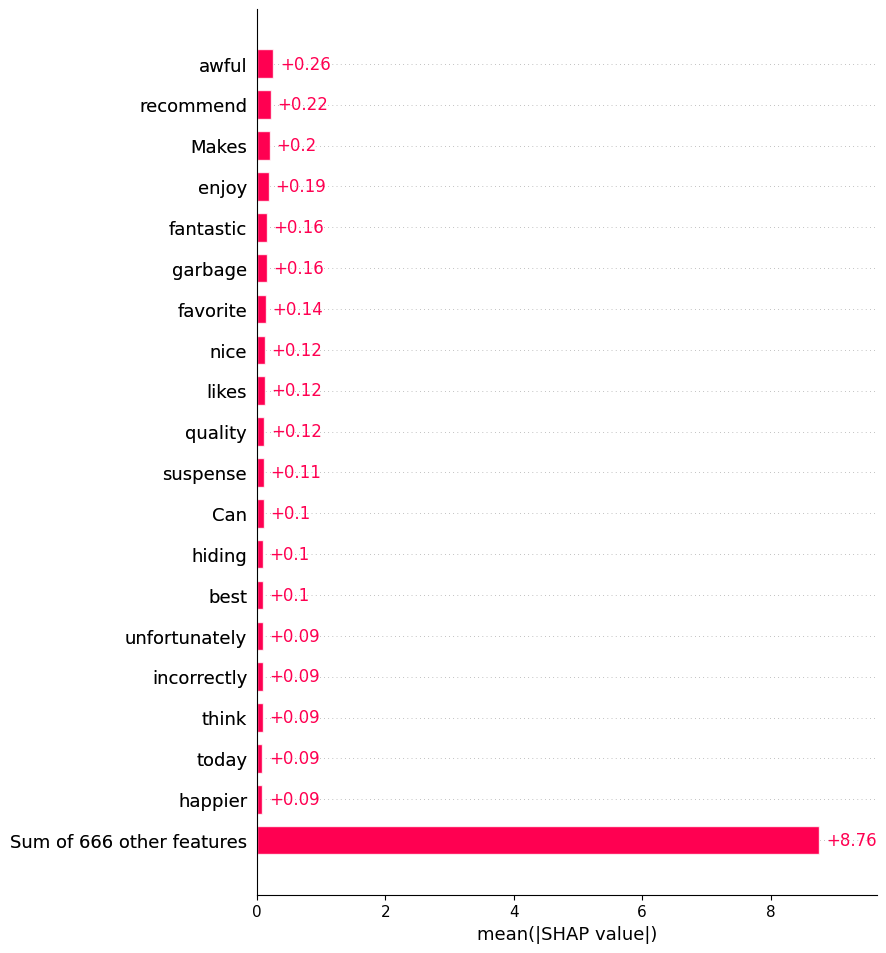 awful +0.26
recommend +0.22
Makes +0.2
enjoy +0.19
fantastic +0.16
garbage +0.16
favorite +0.14
nice +0.12
likes +0.12
quality +0.12
suspense +0.11
Can +0.1
hiding +0.1
best +0.1
unfortunately +0.09
incorrectly +0.09
think +0.09
today +0.09
happier +0.09
Sum of 666 other features +8.76
0 2 4 6 8
mean(|SHAP value|)